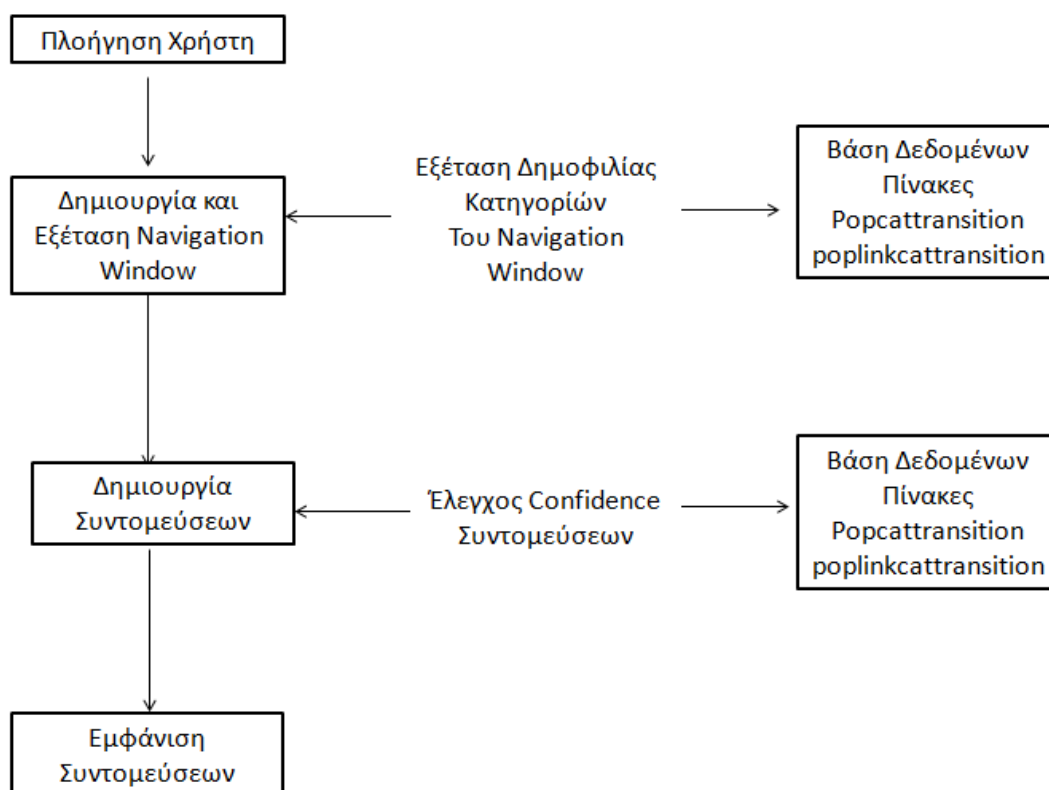 Πλοήγηση Χρήστη
Δημιουργία και
Εξέταση Navigation
Window
Εξέταση Δημοφιλίας
Κατηγοριών
Του Navigation
Window
Βάση Δεδομένων
Πίνακες
Popcattransition
poplinkcattransition
Δημιουργία
Συντομεύσεων
Έλεγχος Confidence
Συντομεύσεων
Βάση Δεδομένων
Πίνακες
Popcattransition
poplinkcattransition
Εμφάνιση
Συντομεύσεων